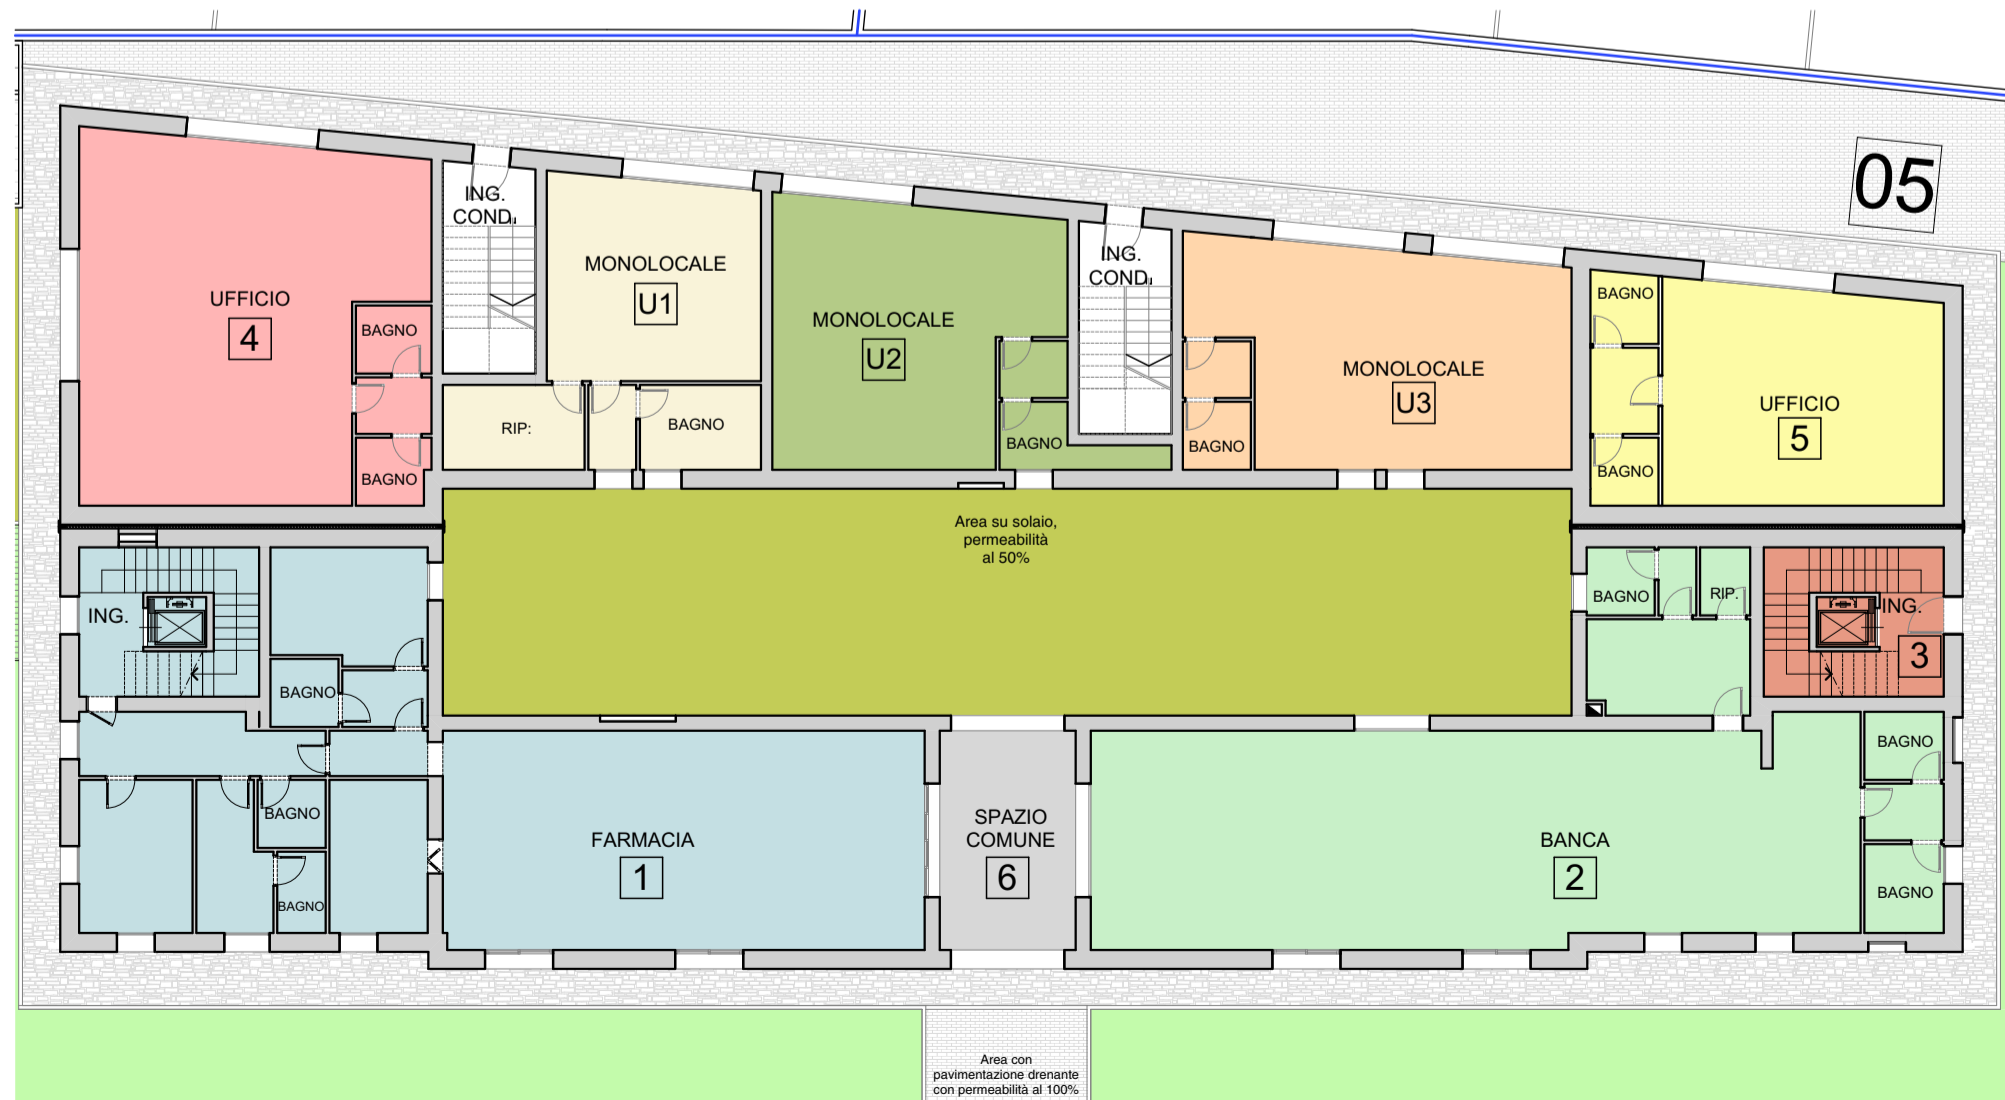 05
ING.
COND.
ING.
COND.
MONOLOCALE
U1
UFFICIO
4
BAGNO
BAGNO
RIP:
BAGNO
MONOLOCALE
U2
BAGNO
MONOLOCALE
U3
BAGNO
BAGNO
UFFICIO
5
BAGNO
Area su solaio,
permeabilità
al 50%
ING.
BAGNO
BAGNO
BAGNO
FARMACIA
1
SPAZIO
COMUNE
6
BANCA
2
BAGNO
RIP.
ING.
3
BAGNO
BAGNO
Area con
pavimentazione drenante
con permeabilità al 100%